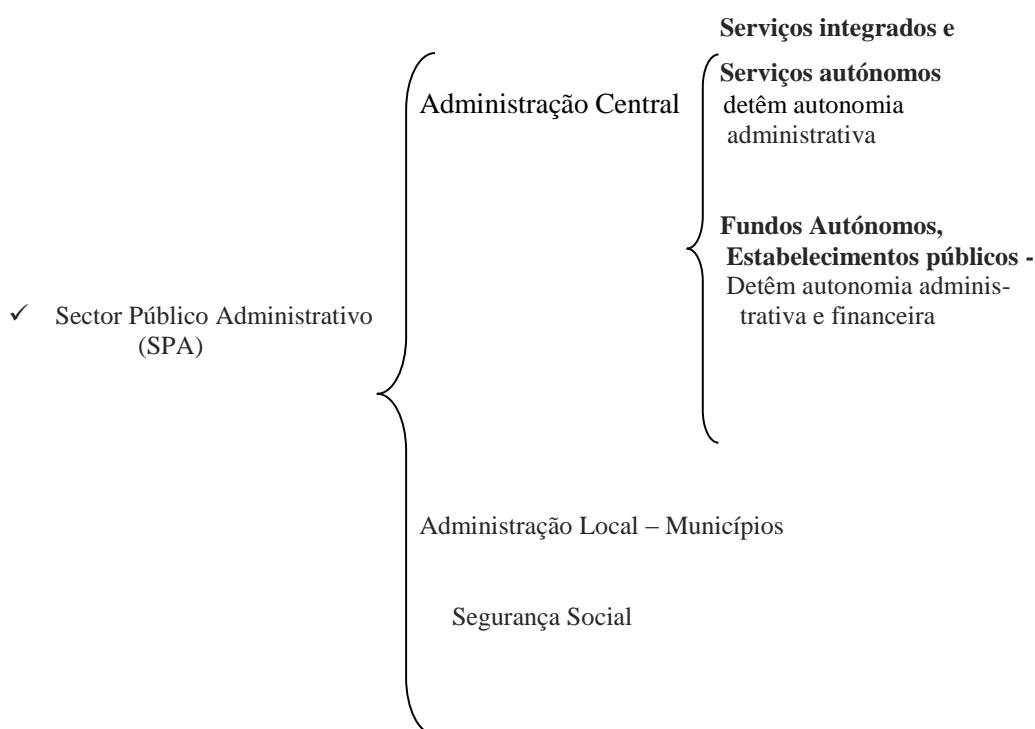 ✓ Sector Público Administrativo
(SPA)
Administração Central
Serviços integrados e
Serviços autónomos
detêm autonomia
administrativa
Fundos Autónomos,
Estabelecimentos públicos -
Detêm autonomia adminis-
trativa e financeira
Administração Local – Municípios
Segurança Social